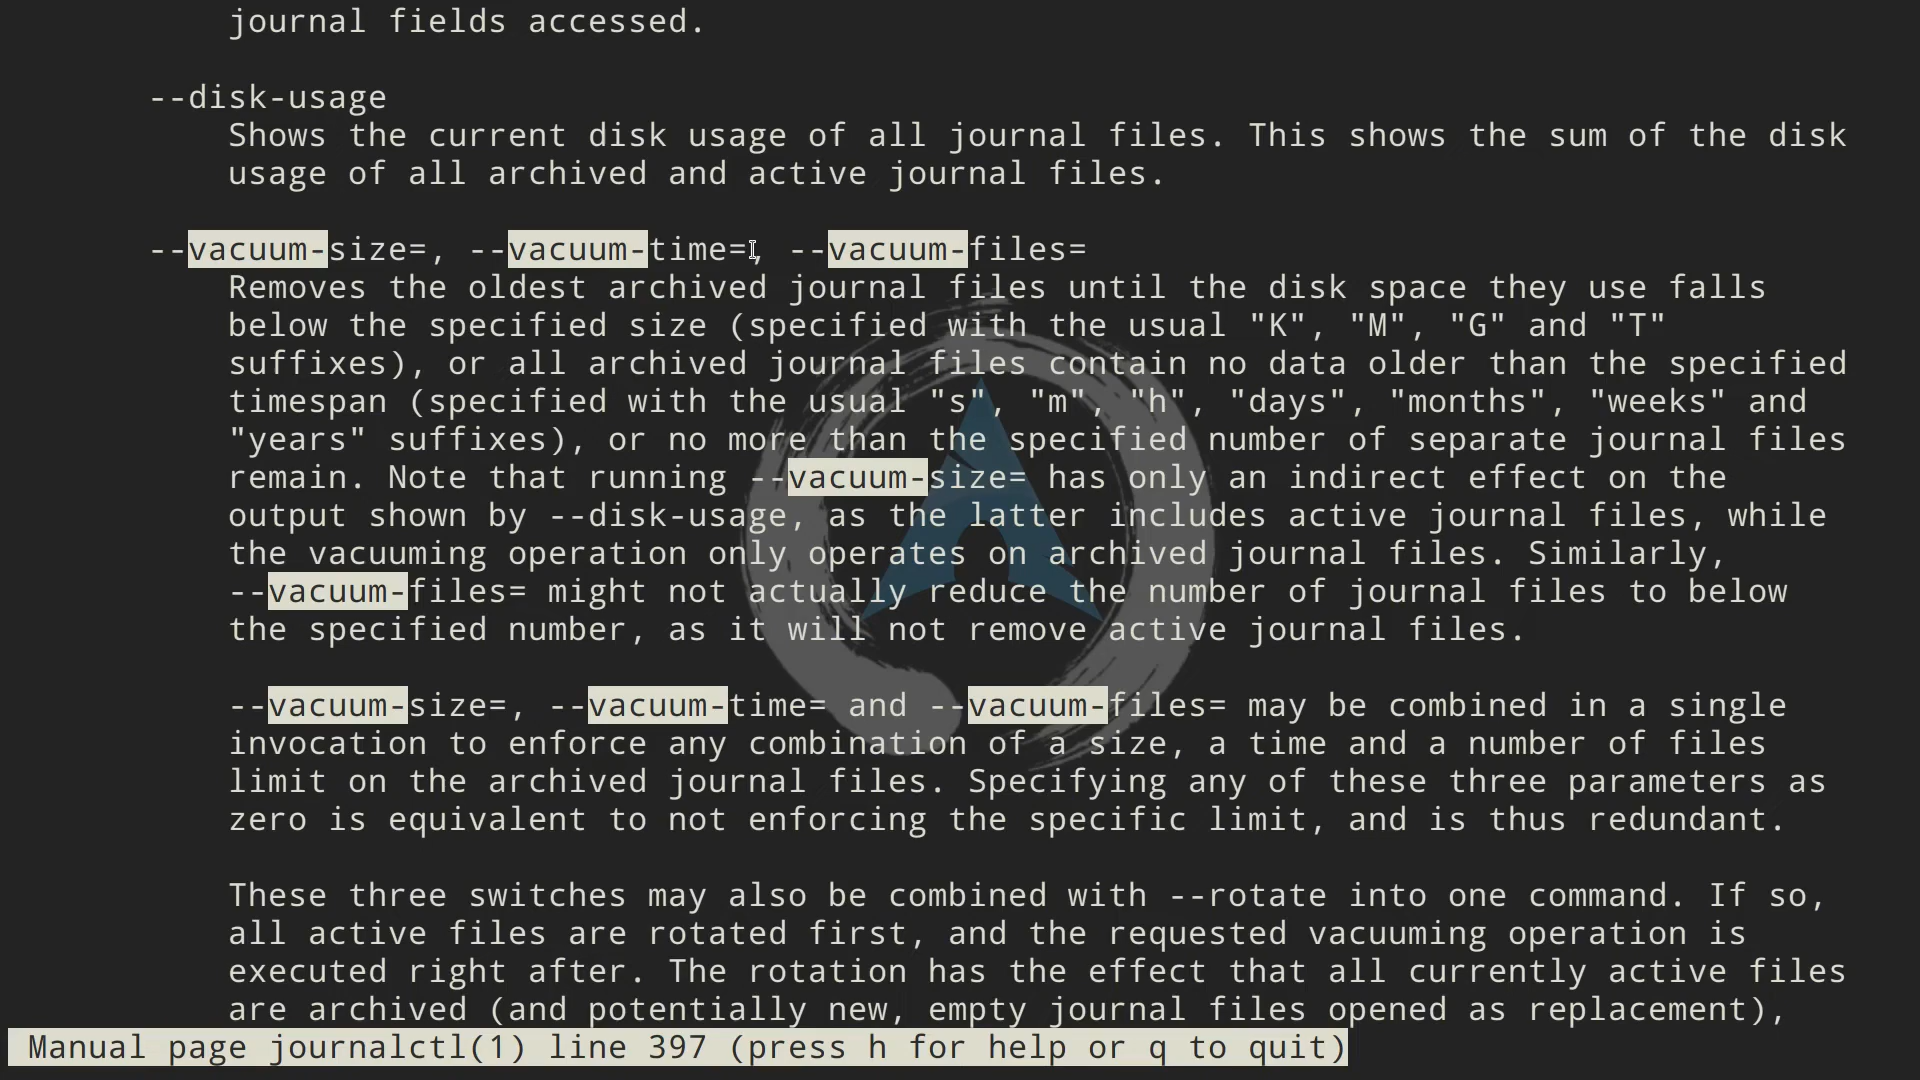 journal fields accessed.
--disk-usage
Shows the current disk usage of all journal files. This shows the sum of the disk
usage of all archived and active journal files.
--vacuum-size=, --vacuum-time=, --vacuum-files=
Removes the oldest archived journal files until the disk space they use falls
below the specified size (specified with the usual "K", "M", "G" and "T"
suffixes), or all archived journal files contain no data older than the specified
timespan (specified with the usual "s", "m", "h", "days", "months", "weeks" and
"years" suffixes), or no more than the specified number of separate journal files
remain. Note that running --vacuum-size= has only an indirect effect on the
output shown by --disk-usage, as the latter includes active journal files, while
the vacuuming operation only operates on archived journal files. Similarly,
--vacuum-files= might not actually reduce the number of journal files to below
the specified number, as it will not remove active journal files.
--vacuum-size=, --vacuum-time= and --vacuum-files= may be combined in a single
invocation to enforce any combination of a size, a time and a number of files
limit on the archived journal files. Specifying any of these three parameters as
zero is equivalent to not enforcing the specific limit, and is thus redundant.
These three switches may also be combined with --rotate into one command. If so,
all active files are rotated first, and the requested vacuuming operation is
executed right after. The rotation has the effect that all currently active files
are archived (and potentially new, empty journal files opened as replacement),
Manual page journalctl(1) line 397 (press h for help or q to quit)